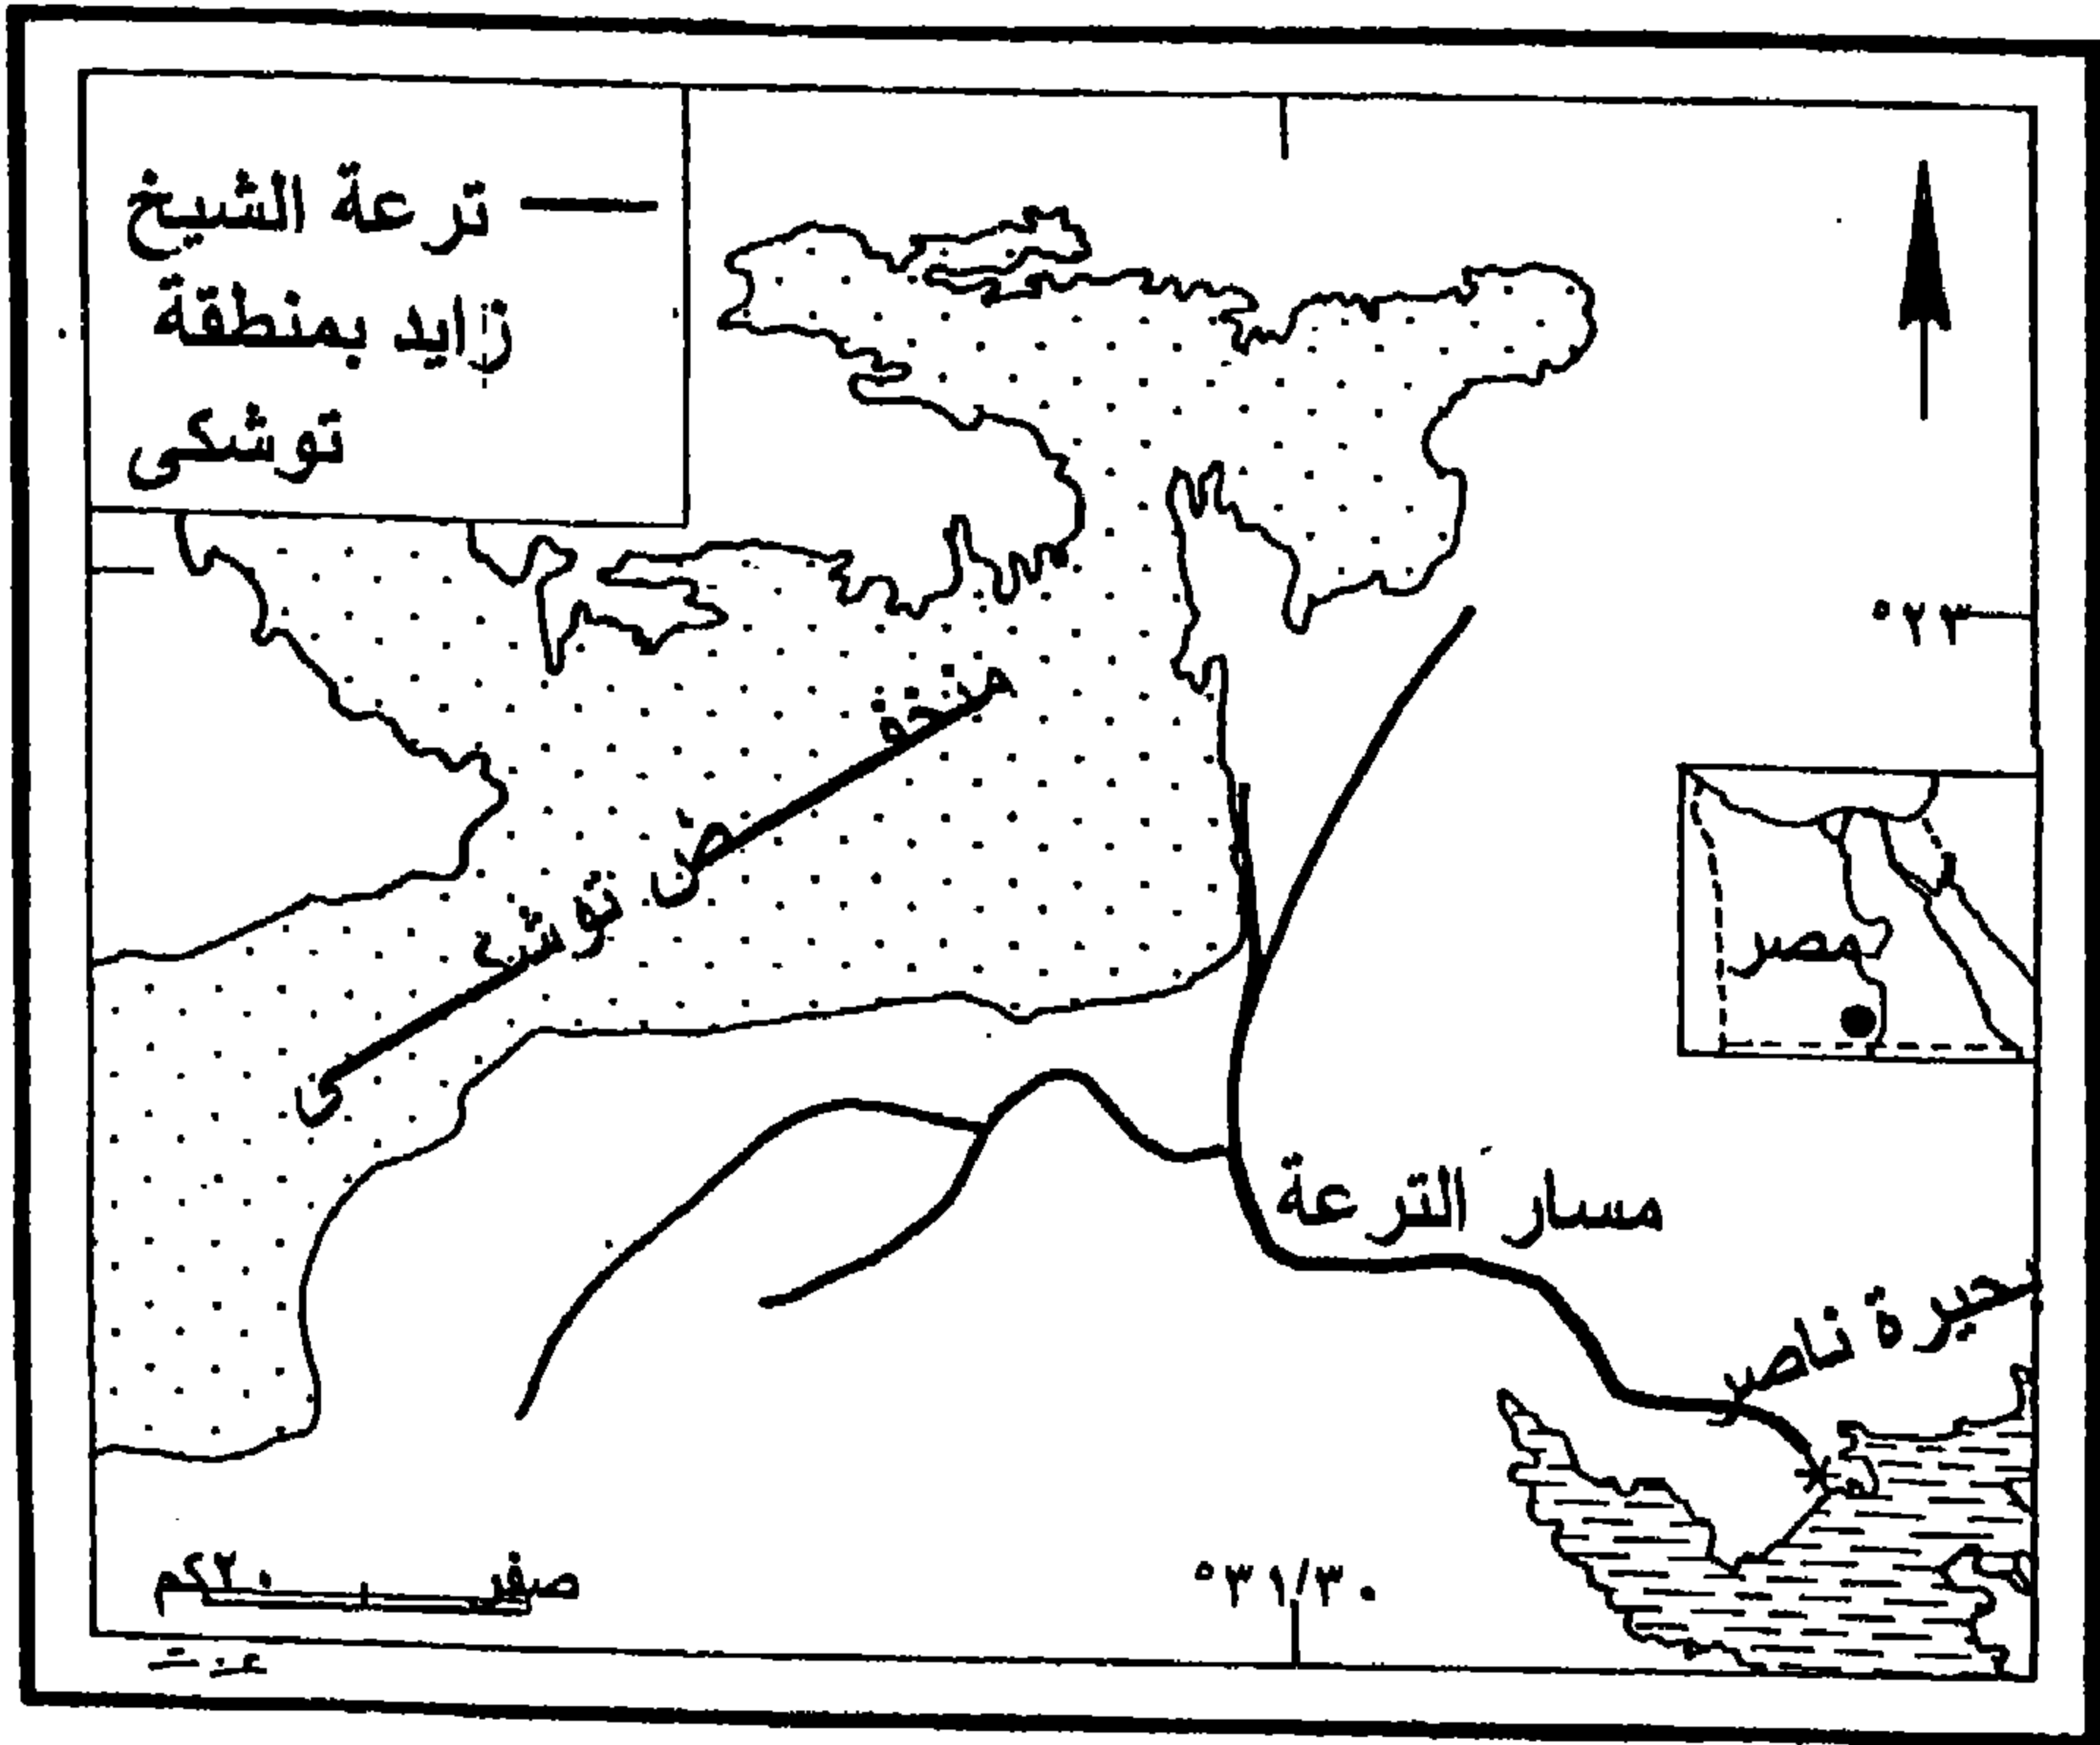 ترعة الشيخ
زايد بمنطقة
توشكى
°٢٣
منخفض توشكى
مصر
مسار الترعة
بحيرة ناصر
صفر ٢٠كم
°٣١/٣٠